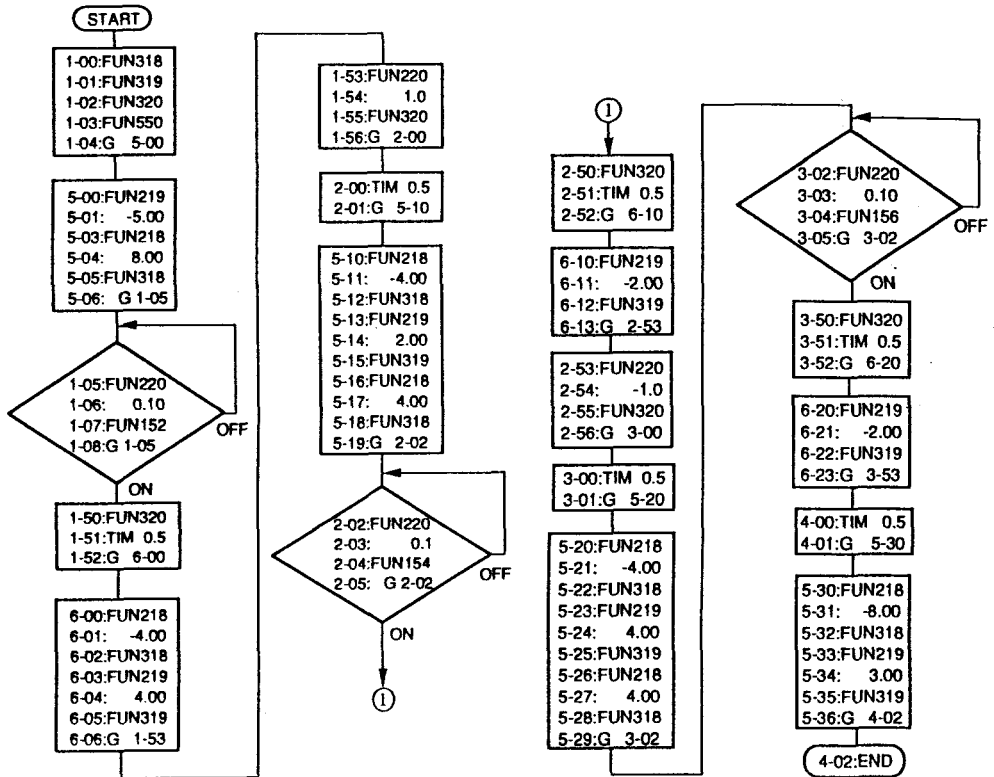 START
1-00:FUN318
1-01:FUN319
1-02:FUN320
1-03:FUN550
1-04:G 5-00
5-00:FUN219
5-01: -5.00
5-03:FUN218
5-04: 8.00
5-05:FUN318
5-06: G 1-05
1-05:FUN220
1-06: 0.10
1-07:FUN152
1-08:G 1-05
OFF
ON
1-50:FUN320
1-51:TIM 0.5
1-52:G 6-00
6-00:FUN218
6-01: -4.00
6-02:FUN318
6-03:FUN219
6-04: 4.00
6-05:FUN319
6-06:G 1-53
1-53:FUN220
1-54: 1.0
1-55:FUN320
1-56:G 2-00
2-00:TIM 0.5
2-01:G 5-10
5-10:FUN218
5-11: -4.00
5-12:FUN318
5-13:FUN219
5-14: 2.00
5-15:FUN319
5-16:FUN218
5-17: 4.00
5-18:FUN318
5-19:G 2-02
2-02:FUN220
2-03: 0.1
2-04:FUN154
2-05: G 2-02
OFF
ON
1
1
2-50:FUN320
2-51:TIM 0.5
2-52:G 6-10
6-10:FUN219
6-11: -2.00
6-12:FUN319
6-13:G 2-53
2-53:FUN220
2-54: -1.0
2-55:FUN320
2-56:G 3-00
3-00:TIM 0.5
3-01:G 5-20
5-20:FUN218
5-21: -4.00
5-22:FUN318
5-23:FUN219
5-24: 4.00
5-25:FUN319
5-26:FUN218
5-27: 4.00
5-28:FUN318
5-29:G 3-02
3-02:FUN220
3-03: 0.10
3-04:FUN156
3-05:G 3-02
OFF
ON
3-50:FUN320
3-51:TIM 0.5
3-52:G 6-20
6-20:FUN219
6-21: -2.00
6-22:FUN319
6-23:G 3-53
4-00:TIM 0.5
4-01:G 5-30
5-30:FUN218
5-31: -8.00
5-32:FUN318
5-33:FUN219
5-34: 3.00
5-35:FUN319
5-36:G 4-02
4-02:END